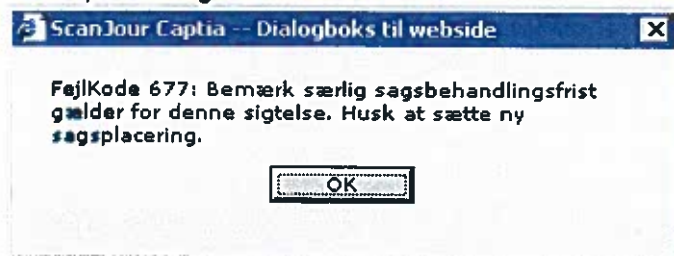 ScanJour Captia -- Dialogboks til webside
FejlKode 677: Bemærk særlig sagsbehandlingsfrist
gælder for denne sigtelse. Husk at sætte ny
sagsplacering.
OK